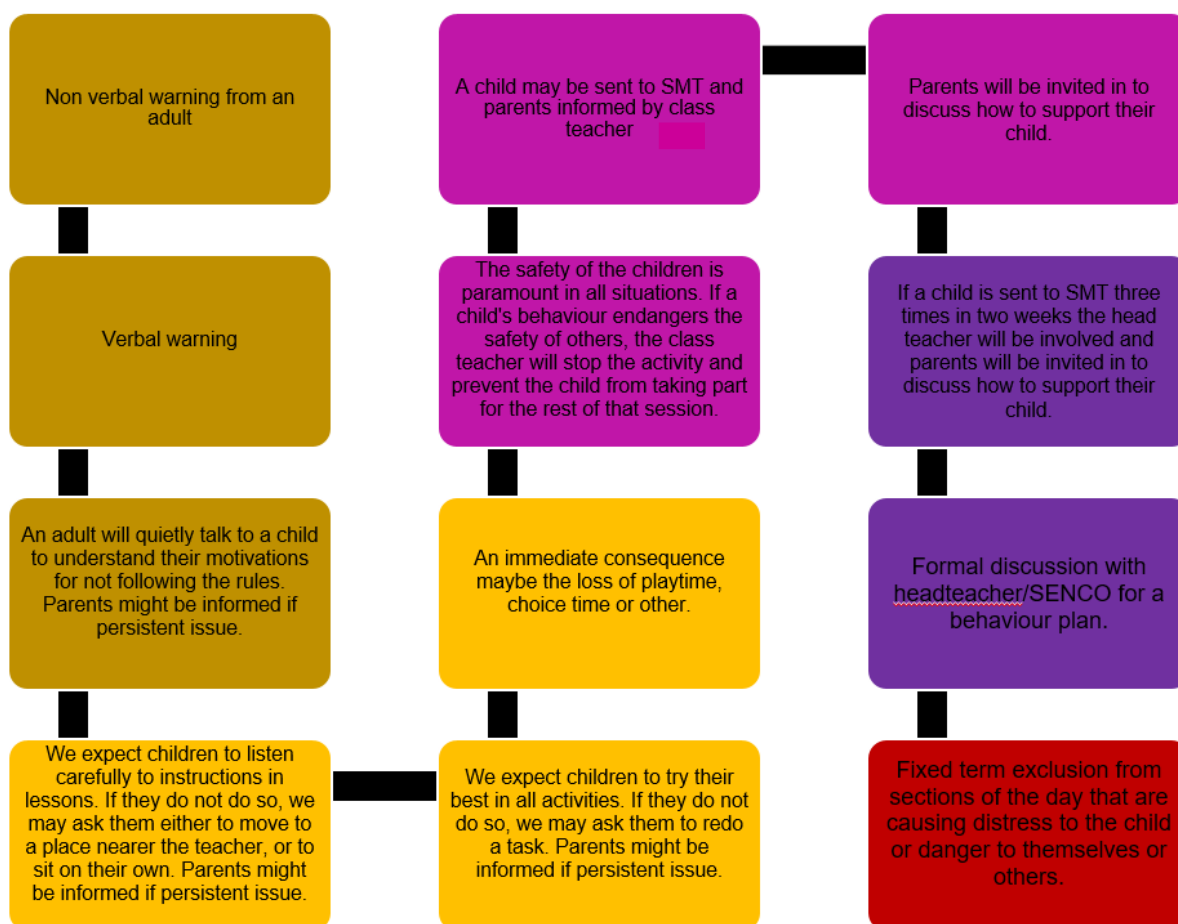 Non verbal warning from an
adult
Verbal warning
An adult will quietly talk to a child
to understand their motivations
for not following the rules.
Parents might be informed if
persistent issue.
We expect children to listen
carefully to instructions in
lessons. If they do not do so, we
may ask them either to move to
a place nearer the teacher, or to
sit on their own. Parents might
be informed if persistent issue.
We expect children to try their
best in all activities. If they do not
do so, we may ask them to redo
a task. Parents might be
informed if persistent issue.
An immediate consequence
maybe the loss of playtime,
choice time or other.
The safety of the children is
paramount in all situations. If a
child's behaviour endangers the
safety of others, the class
teacher will stop the activity and
prevent the child from taking part
for the rest of that session.
A child may be sent to SMT and
parents informed by class
teacher
Parents will be invited in to
discuss how to support their
child.
If a child is sent to SMT three
times in two weeks the head
teacher will be involved and
parents will be invited in to
discuss how to support their
child.
Formal discussion with
headteacher/SENCO for a
behaviour plan.
Fixed term exclusion from
sections of the day that are
causing distress to the child
or danger to themselves or
others.